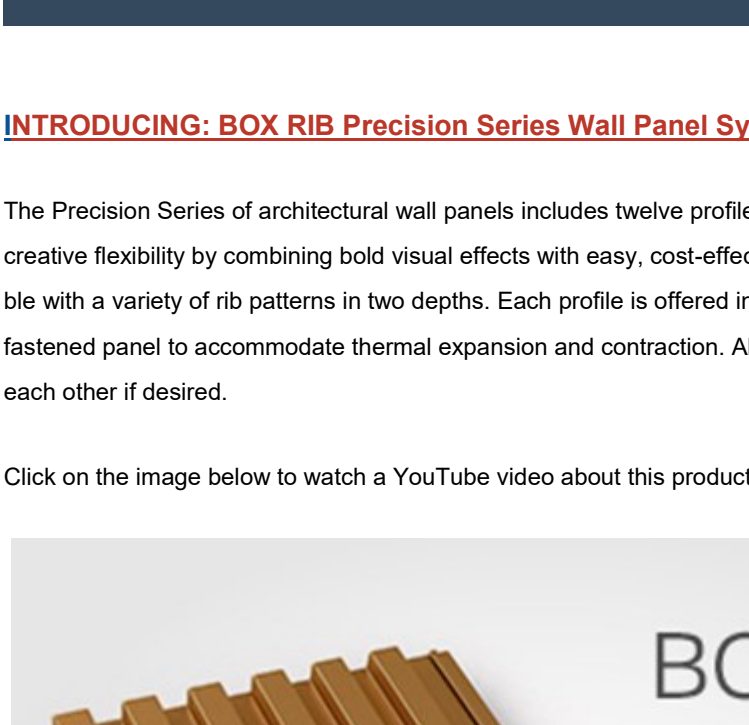 INTRODUCING: BOX RIB Precision Series Wall Panel Sy
The Precision Series of architectural wall panels includes twelve profile
creative flexibility by combining bold visual effects with easy, cost-effec
ble with a variety of rib patterns in two depths. Each profile is offered in
fastened panel to accommodate thermal expansion and contraction. Al
each other if desired.
Click on the image below to watch a YouTube video about this product
BO